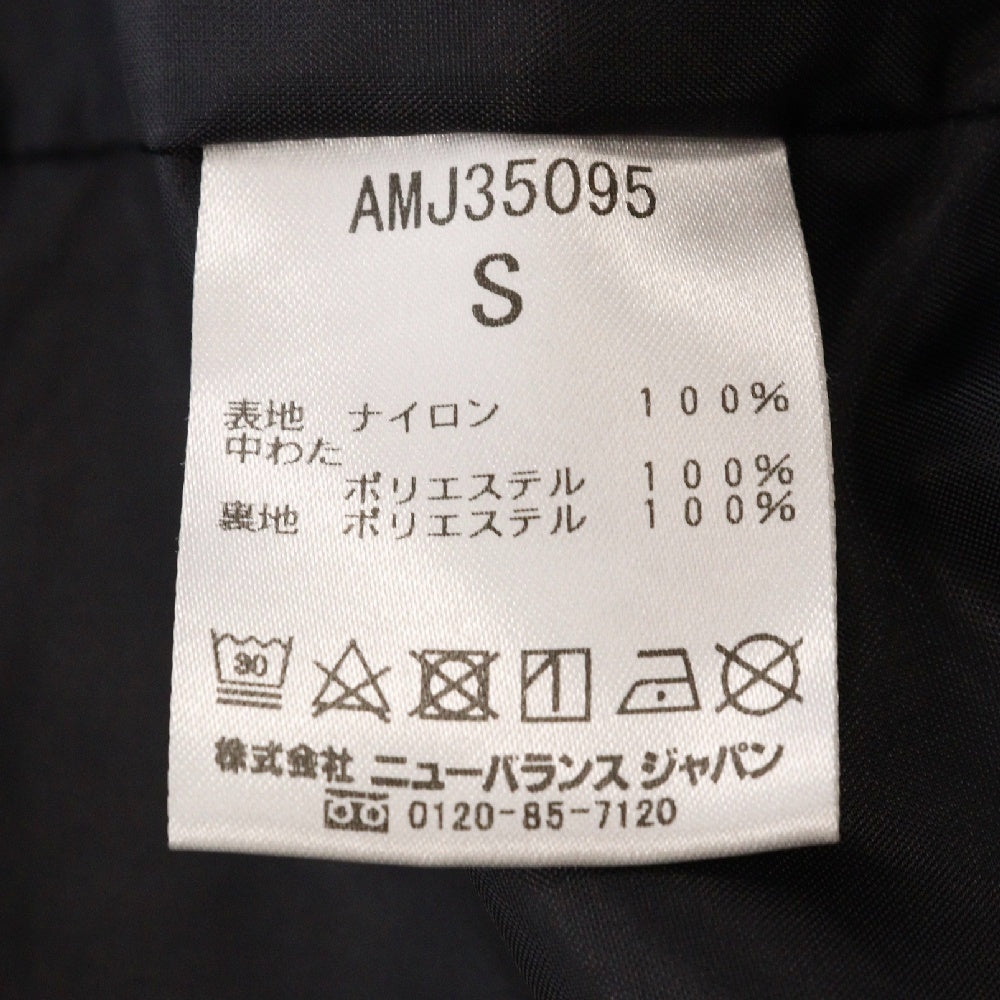 AMJ35095
S
表地 ナイロン 100%
中わた
ポリエステル 100%
裏地 ポリエステル 100%
30
株式会社 ニューバランス ジャパン
0120-85-7120